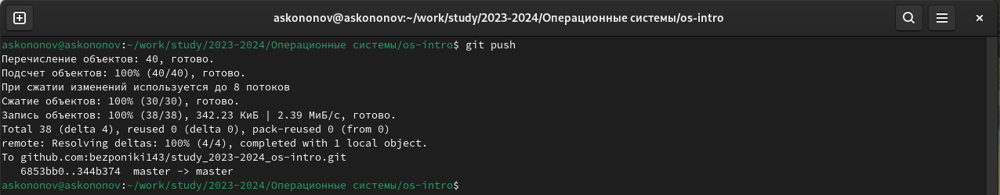 askononov@askononov:~/work/study/2023-2024/Операционные системы/os-intro
askononov@askononov:~/work/study/2023-2024/Операционные системы/os-intro$ git push
Перечисление объектов: 40, готово.
Подсчет объектов: 100% (40/40), готово.
При сжатии изменений используется до 8 потоков
Сжатие объектов: 100% (30/30), готово.
Запись объектов: 100% (38/38), 342.23 КиБ | 2.39 МиБ/с, готово.
Total 38 (delta 4), reused 0 (delta 0), pack-reused 0 (from 0)
remote: Resolving deltas: 100% (4/4), completed with 1 local object.
To github.com:bezponiki143/study_2023-2024_os-intro.git
   6853bb0..344b374  master -> master
askononov@askononov:~/work/study/2023-2024/Операционные системы/os-intro$